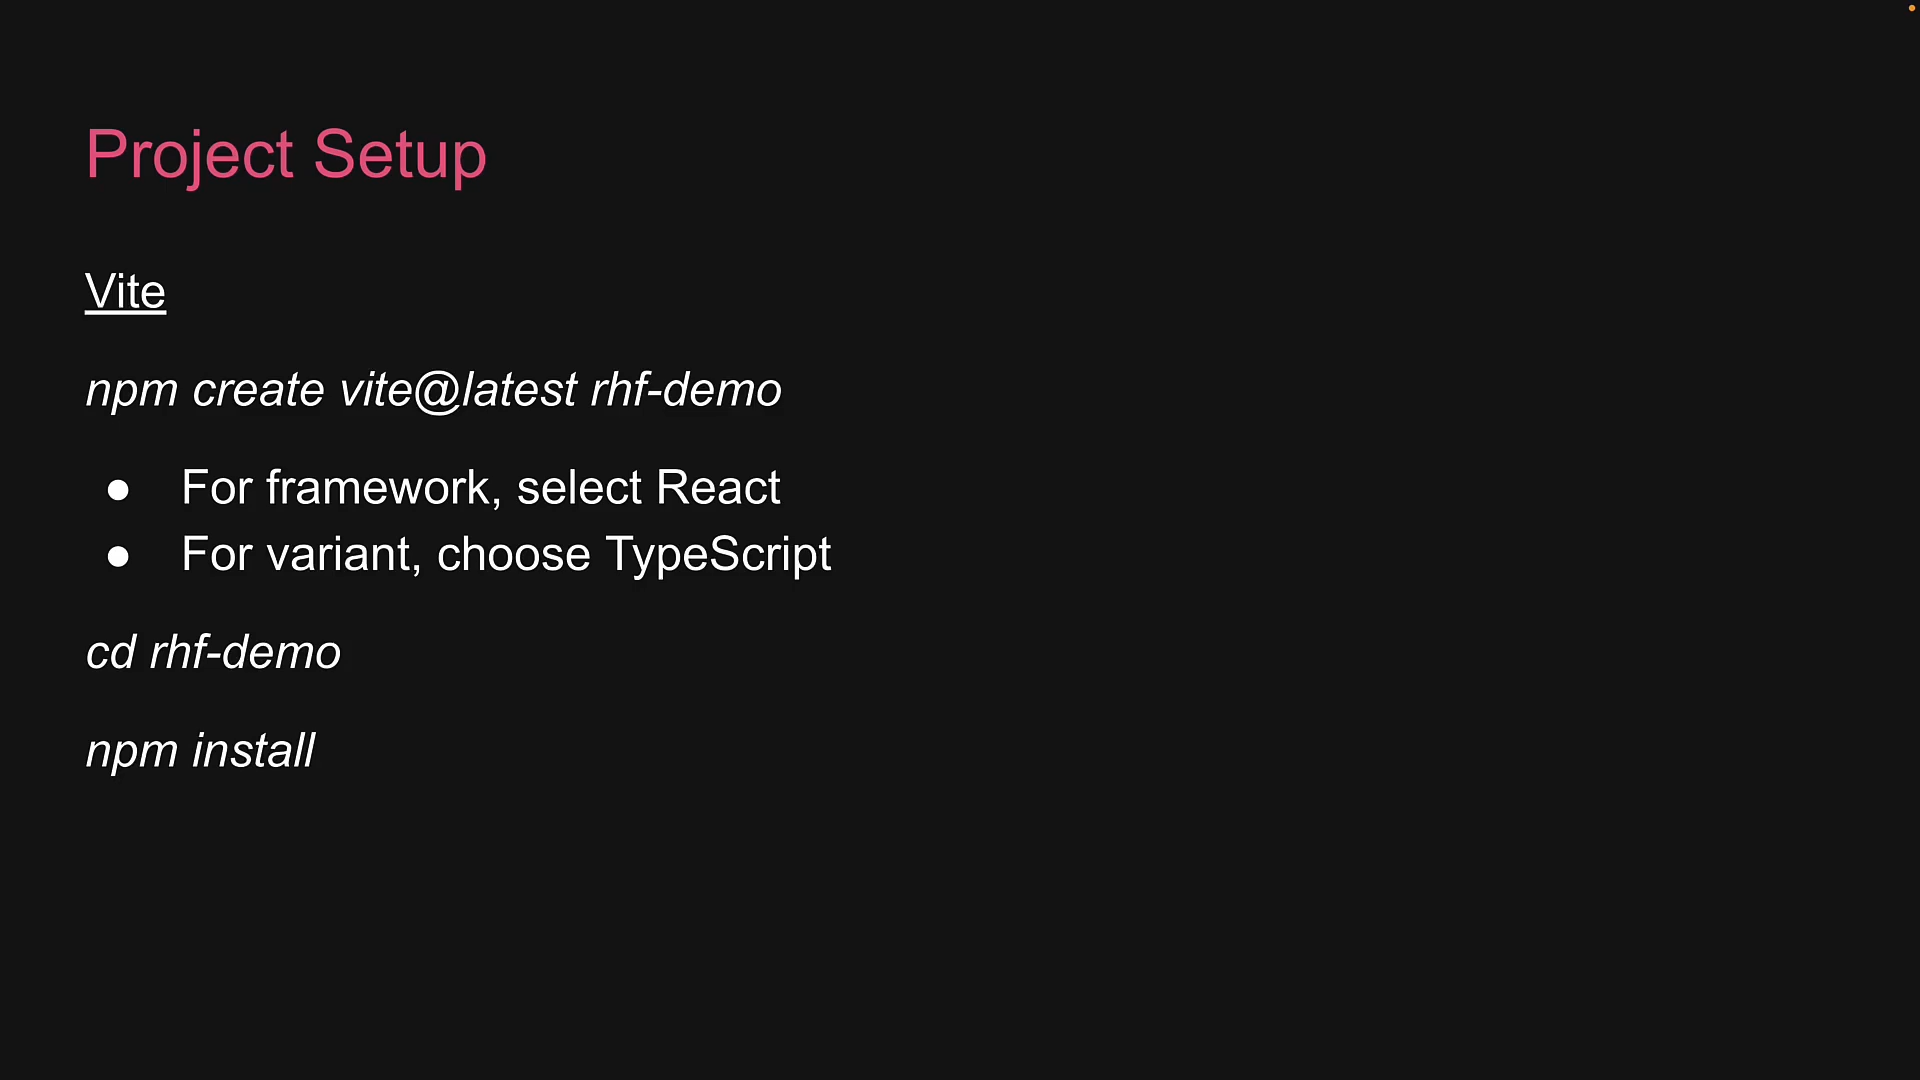 Project Setup
Vite
npm create vite@latest rhf-demo
● For framework, select React
● For variant, choose TypeScript
cd rhf-demo
npm install